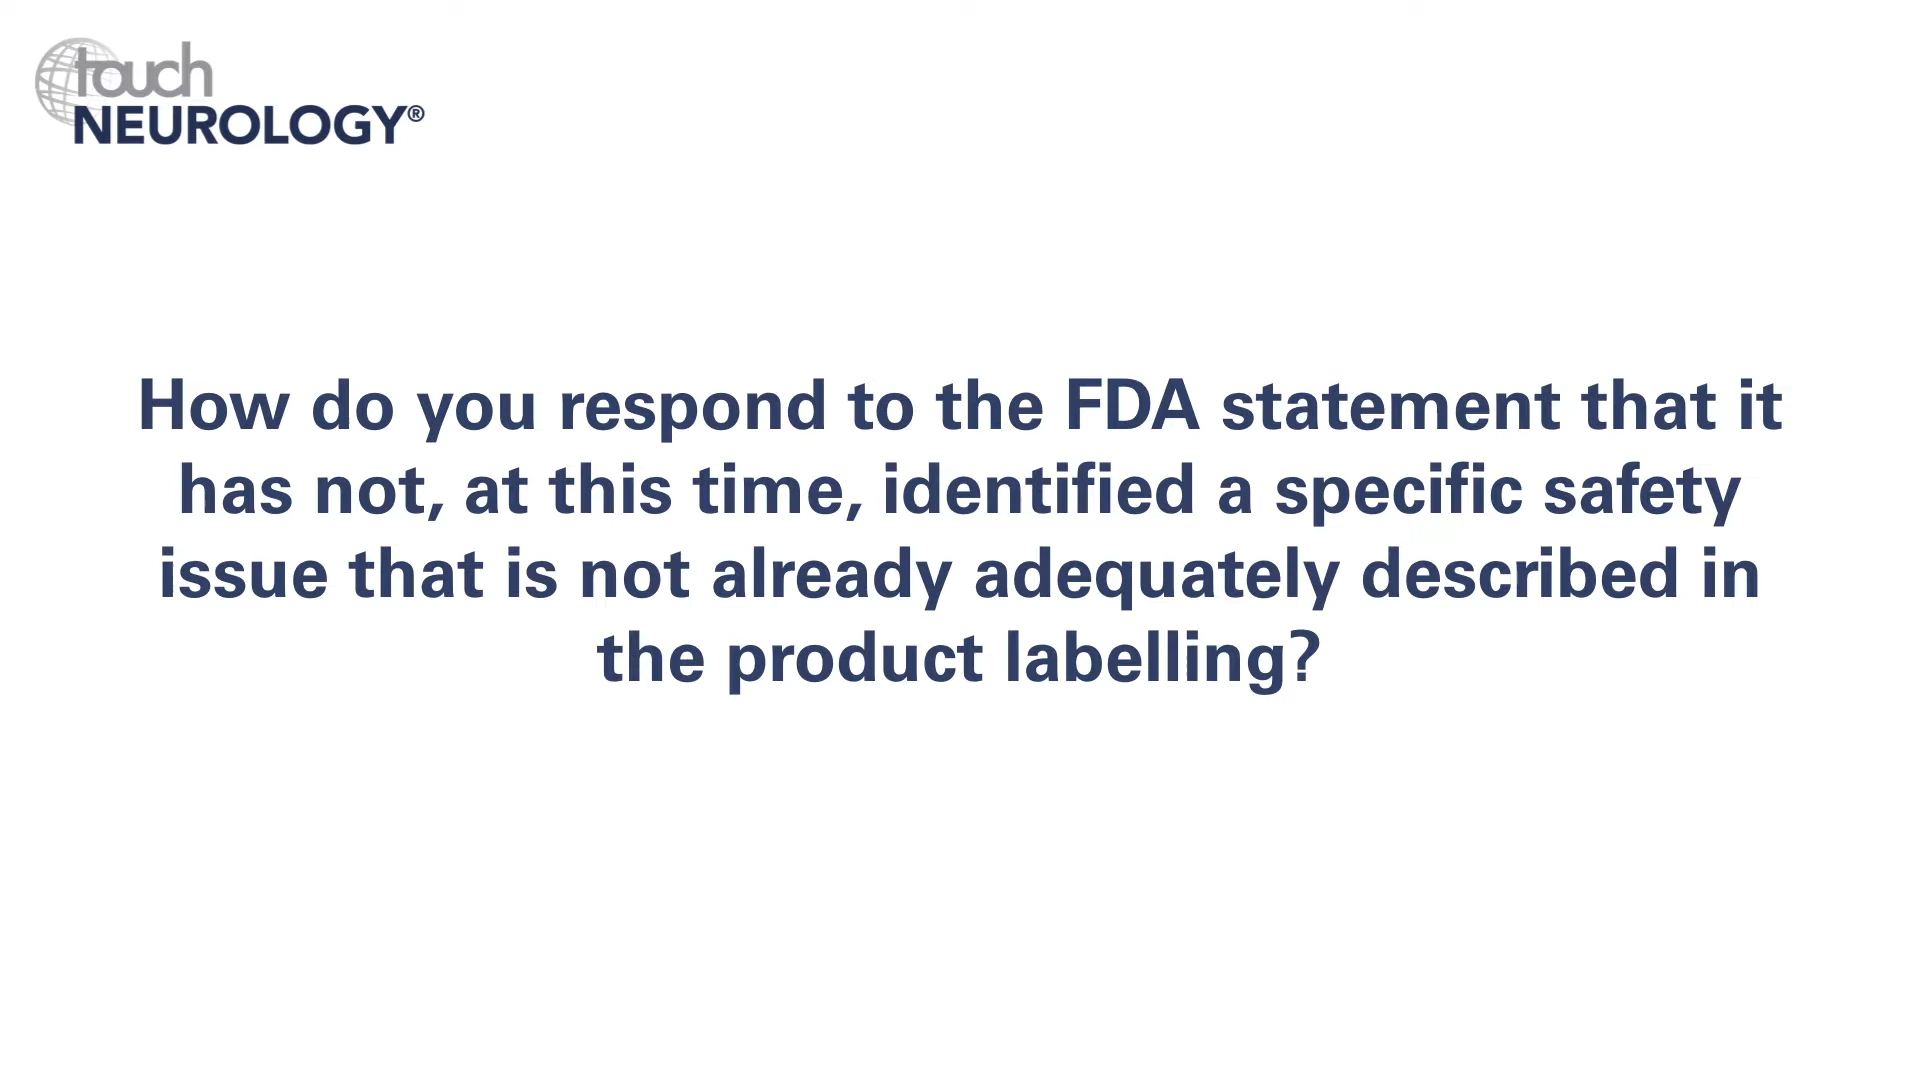 touch
NEUROLOGY®
How do you respond to the FDA statement that it
has not, at this time, identified a specific safety
issue that is not already adequately described in
the product labelling?